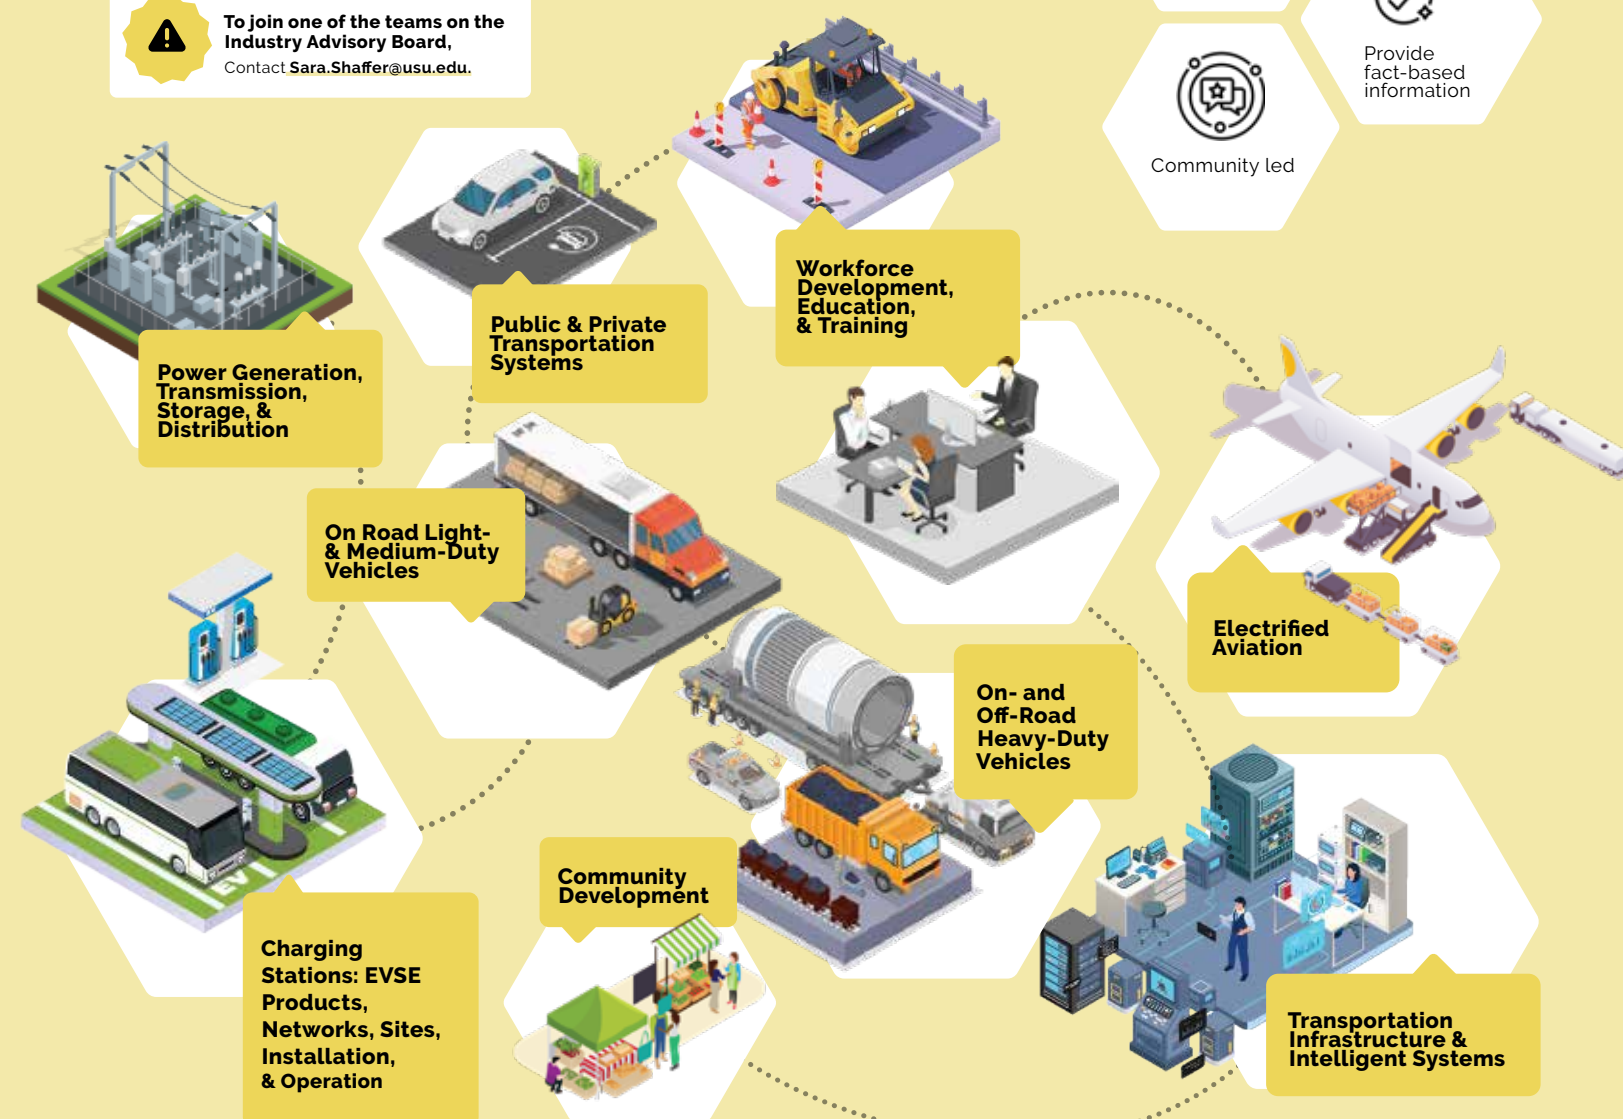 To join one of the teams on the
Industry Advisory Board,
Contact Sara.Shaffer@usu.edu.
Provide
fact-based
information
Community led
Workforce
Development,
Education,
& Training
Public & Private
Transportation
Systems
Power Generation,
Transmission,
Storage, &
Distribution
On Road Light-
& Medium-Duty
Vehicles
Electrified
Aviation
On- and
Off-Road
Heavy-Duty
Vehicles
Community
Development
EV
Charging
Stations: EVSE
Products,
Networks, Sites,
Installation,
& Operation
Transportation
Infrastructure &
Intelligent Systems